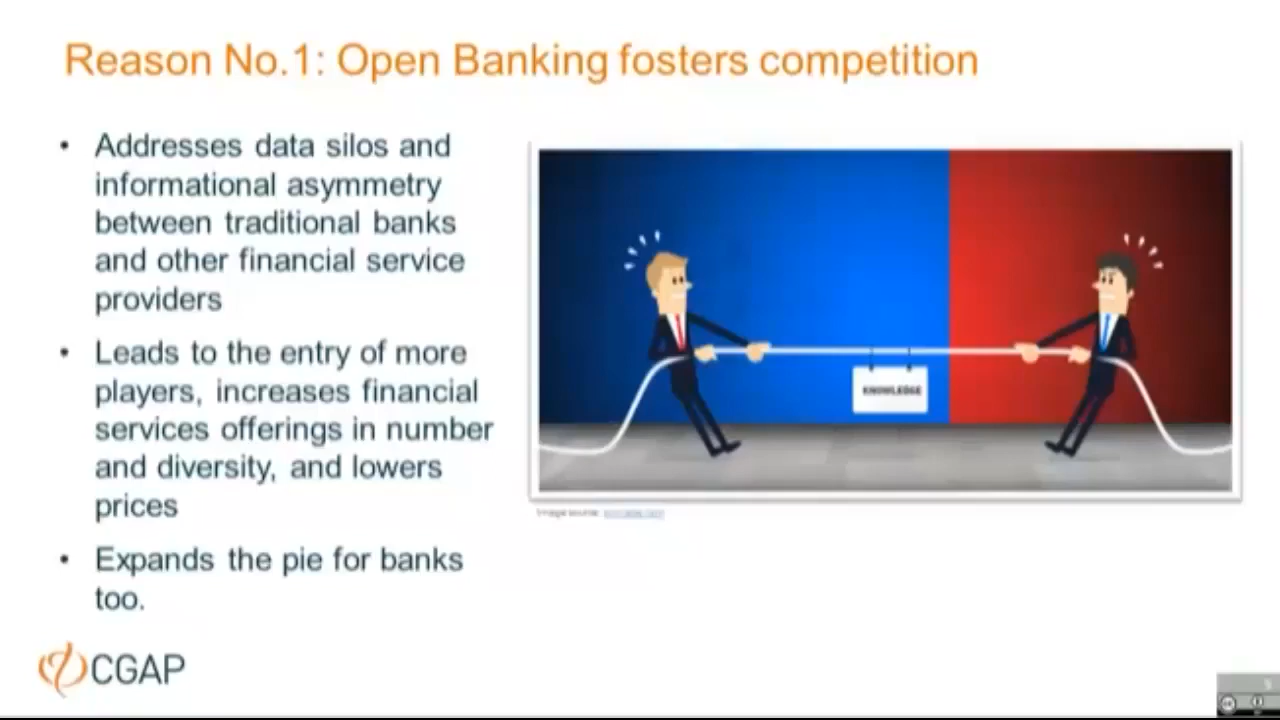 Reason No.1: Open Banking fosters competition
• Addresses data silos and
informational asymmetry
between traditional banks
and other financial service
providers
• Leads to the entry of more
players, increases financial
services offerings in number
and diversity, and lowers
prices
• Expands the pie for banks
too.
KNOWLEDGE
Image source:
CGAP